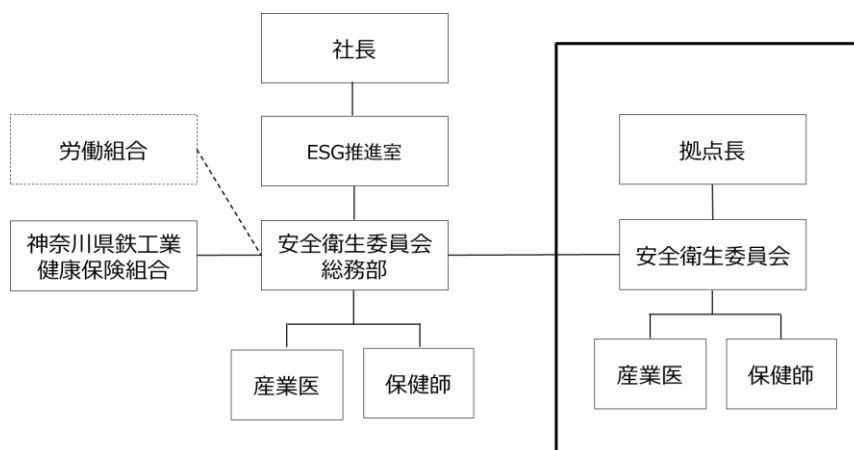 社長
労働組合
ESG推進室
拠点長
神奈川県鉄工業
健康保険組合
安全衛生委員会
総務部
安全衛生委員会
産業医
保健師
産業医
保健師